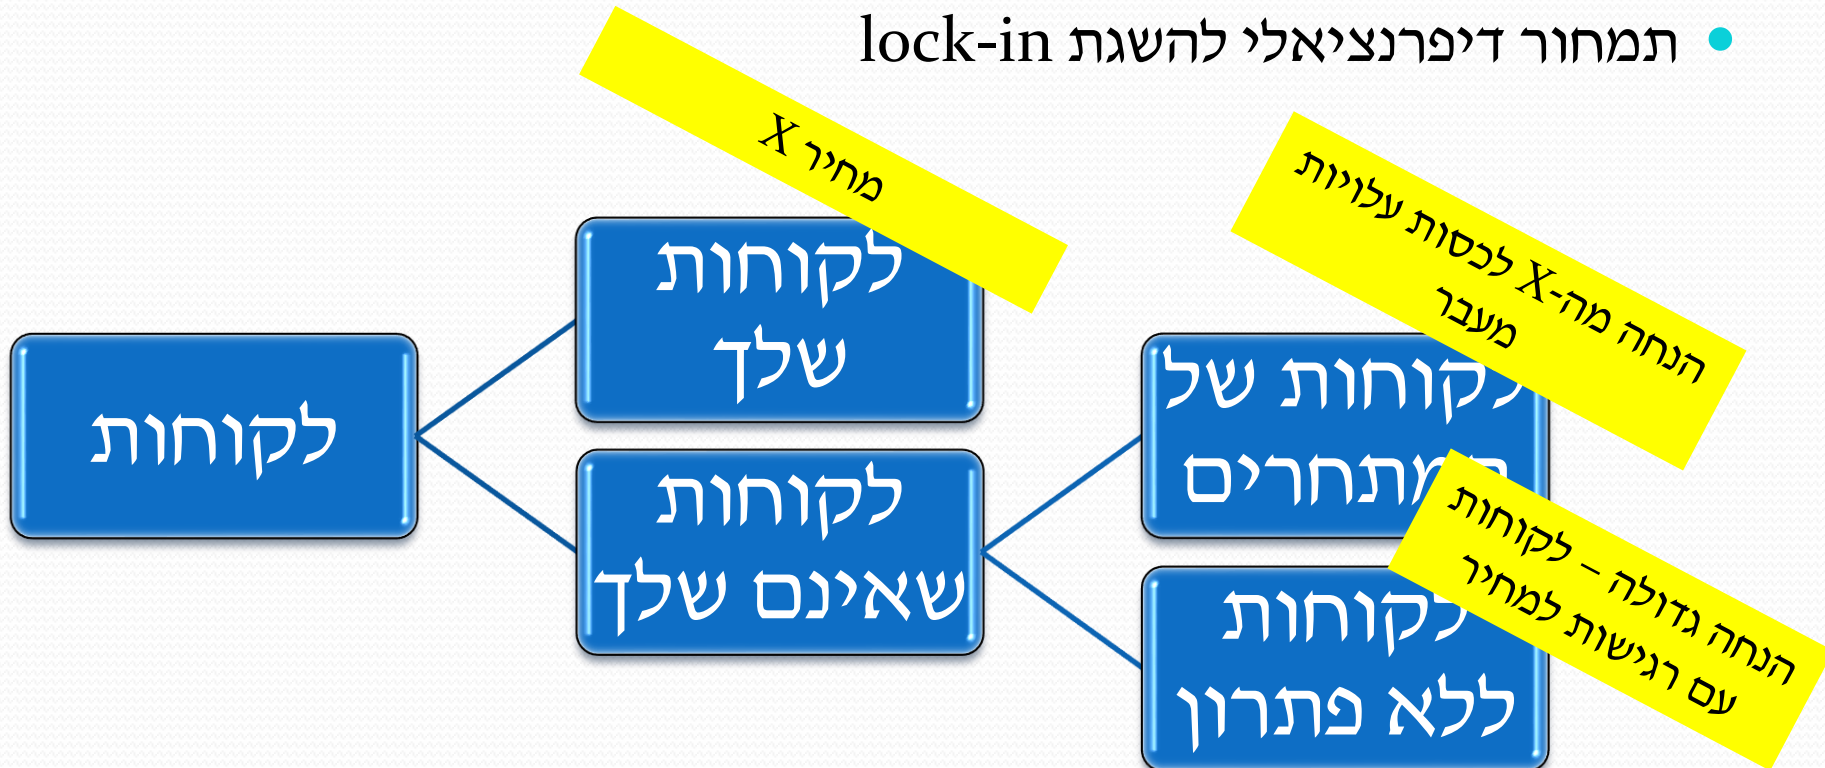 תמחור דיפרנציאלי להשגת lock-in
מחיר X
הנחה מה-X לכסות עלויות
מעבר
לקוחות
שלך
לקוחות של
המתחרים
לקוחות
לקוחות
שאינם שלך
הנחה גדולה – לקוחות
עם רגישות למחיר
לקוחות
ללא פתרון